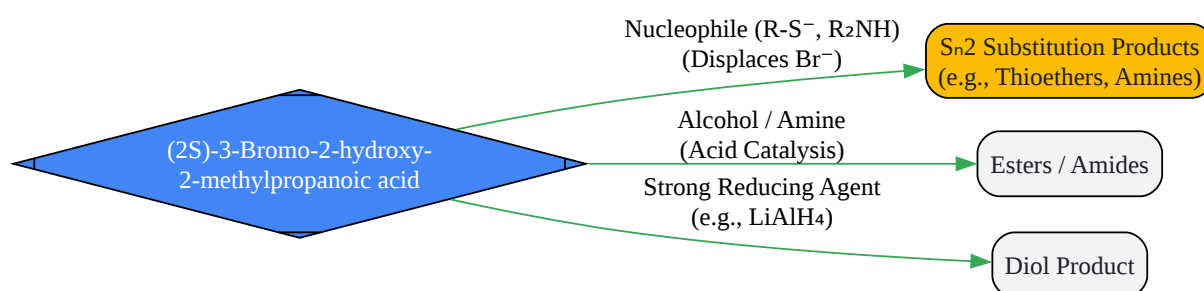 Nucleophile (R-S⁻, R₂NH)
(Displaces Br⁻)
Sₙ2 Substitution Products
(e.g., Thioethers, Amines)
(2S)-3-Bromo-2-hydroxy-
2-methylpropanoic acid
Alcohol / Amine
(Acid Catalysis)
Esters / Amides
Strong Reducing Agent
(e.g., LiAlH₄)
Diol Product